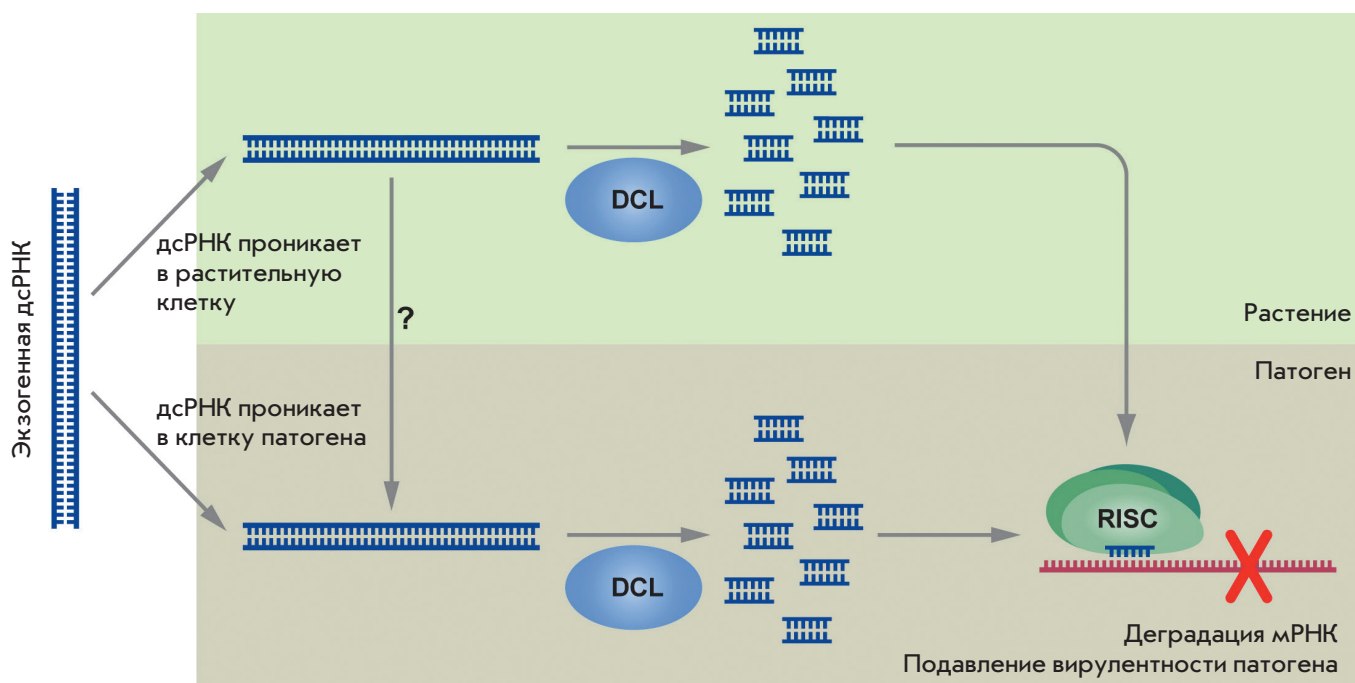 Экзогенная дсРНК
дсРНК проникает
в растительную
клетку
DCL
?
Растение
Патоген
дсРНК проникает
в клетку патогена
DCL
RISC
Деградация мРНК
Подавление вирулентности патогена